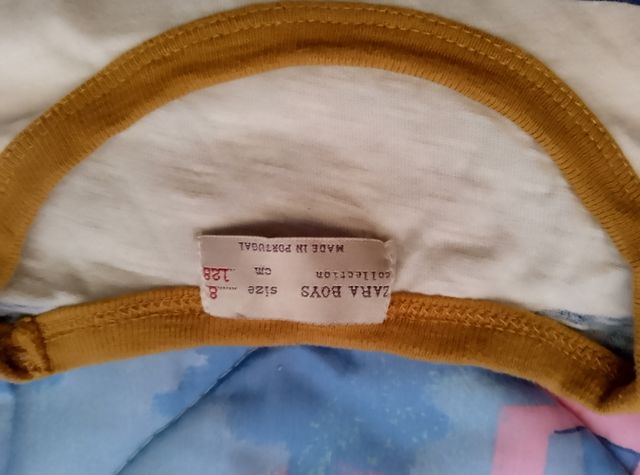 ZARA BOYS
collection
size ........ 8
cm ... 128
MADE IN PORTUGAL